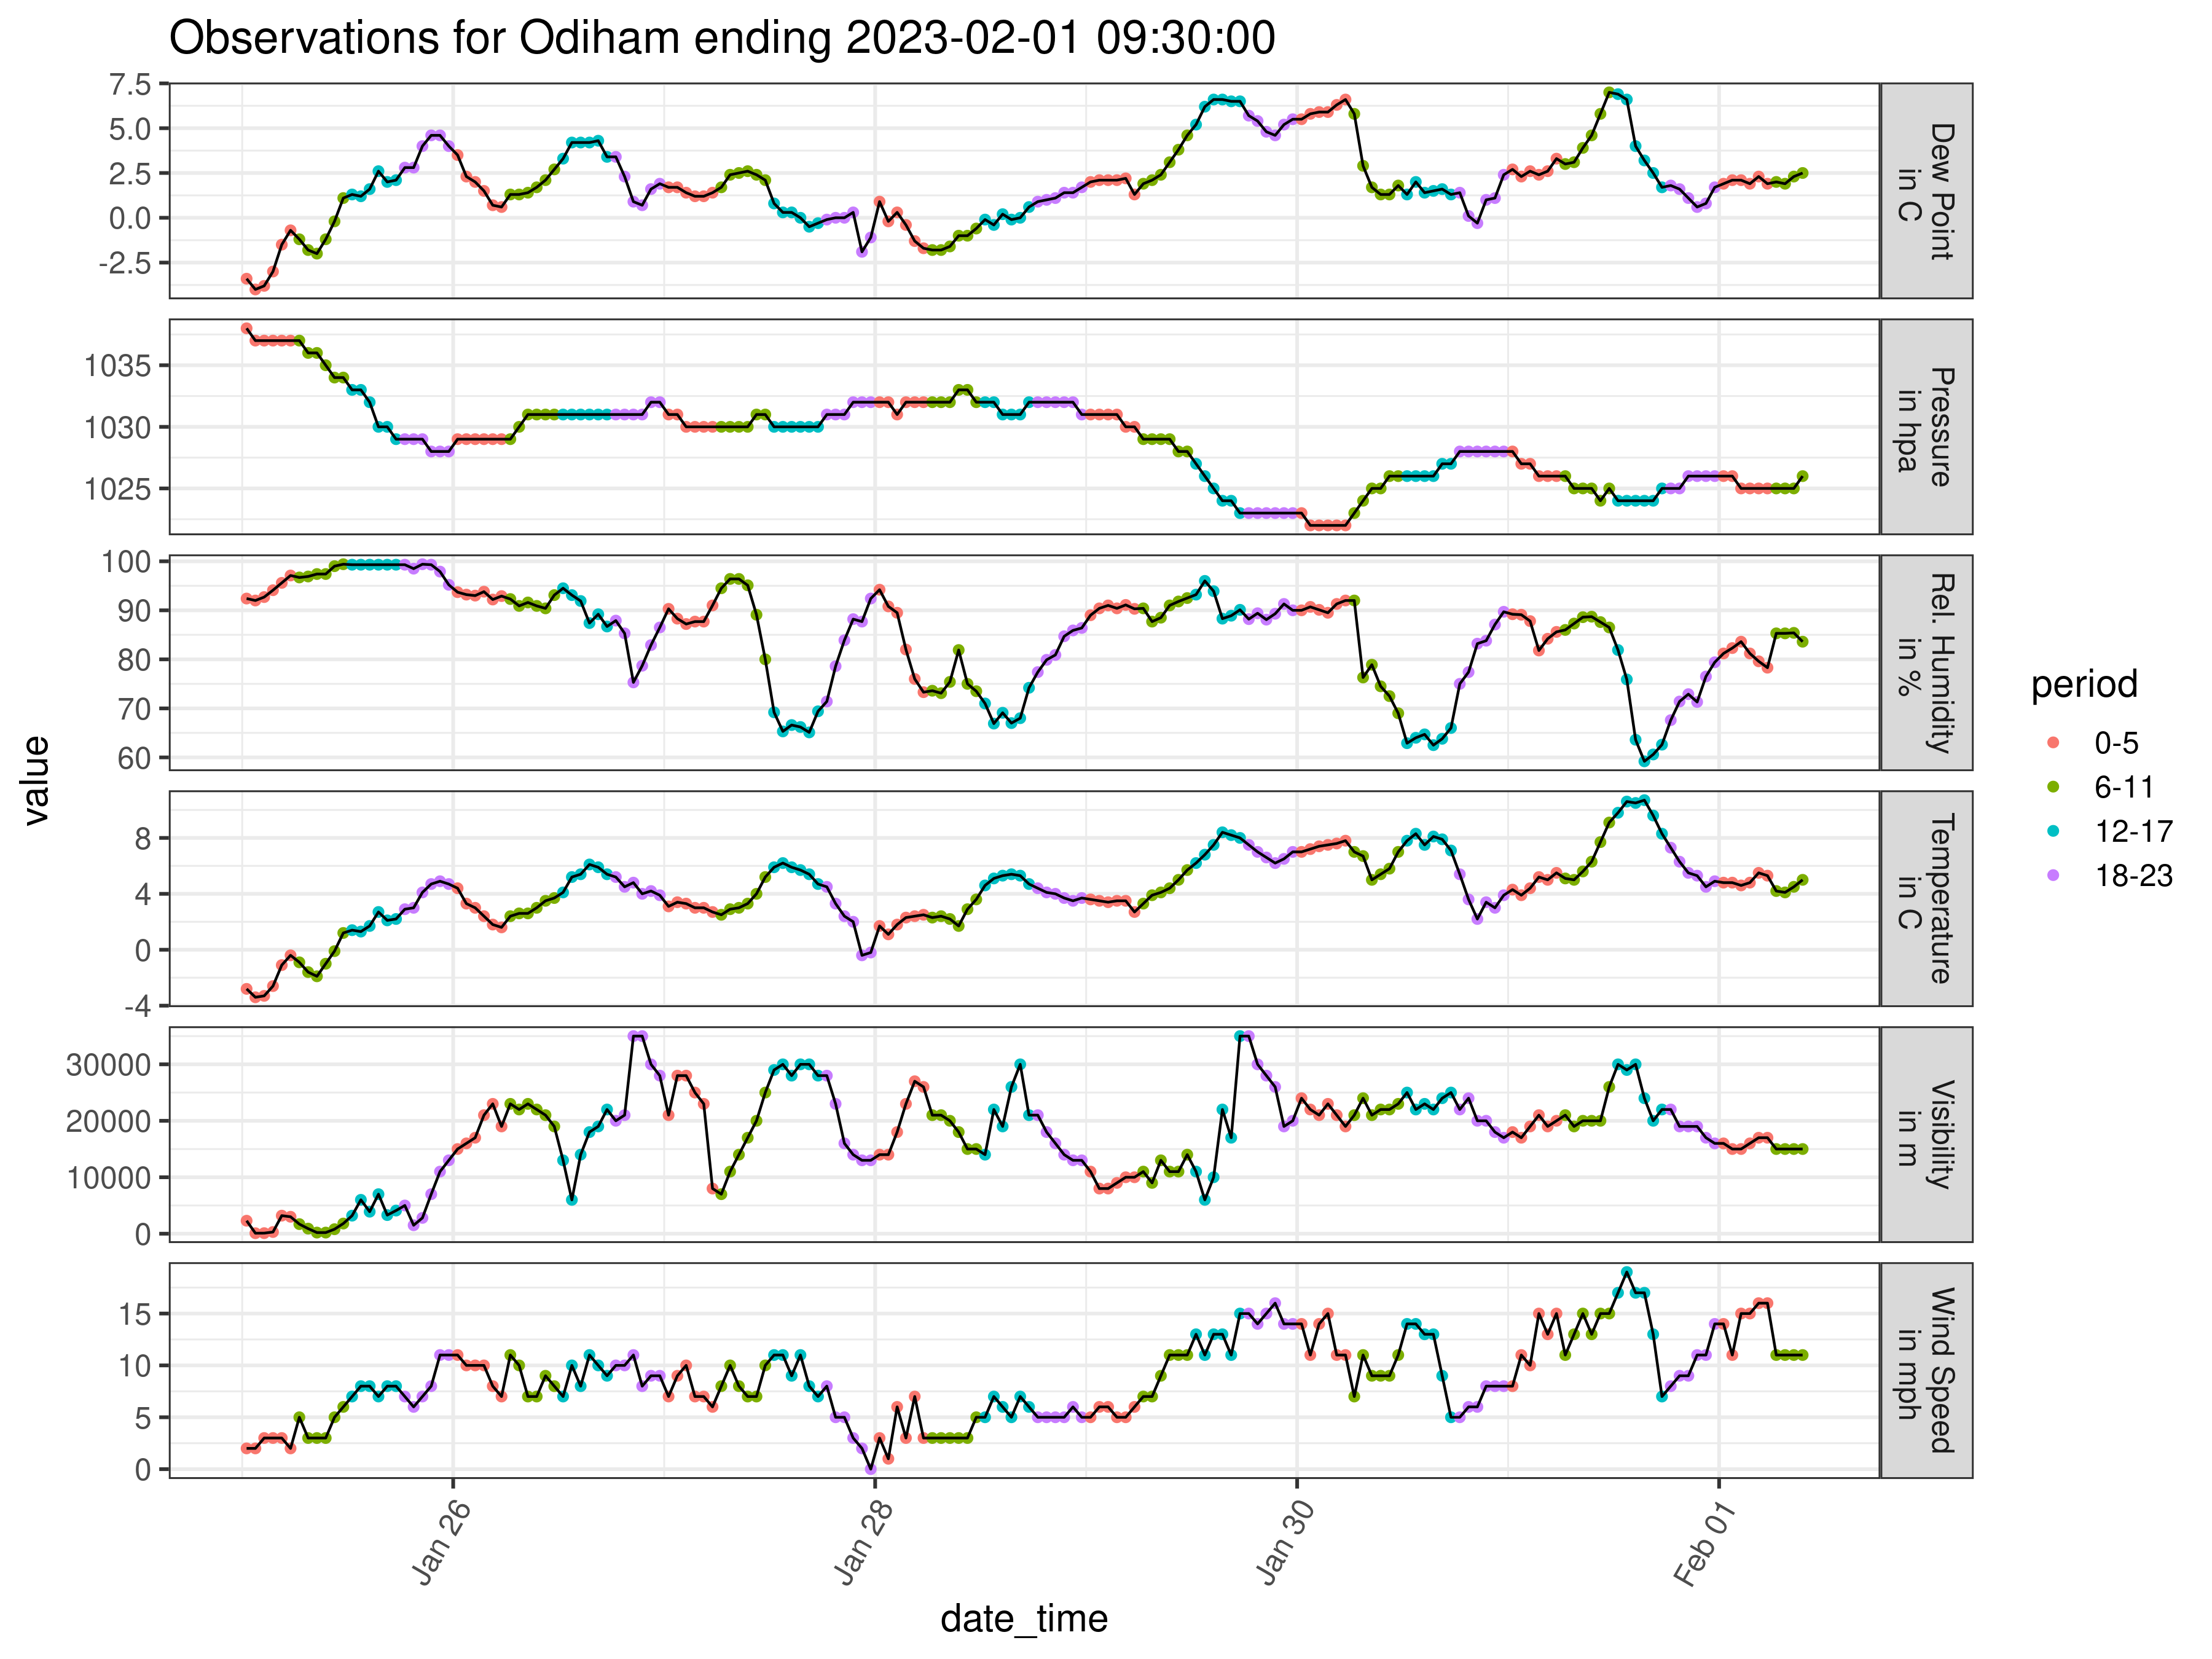 Observations for Odiham ending 2023-02-01 09:30:00
7.5
5.0
2.5
0.0
-2.5
Dew Point
in C
1035
1030
1025
Pressure
in hpa
100
90
80
70
60
Rel. Humidity
in %
8
4
0
-4
Temperature
in C
30000
20000
10000
0
Visibility
in m
15
10
5
0
Wind Speed
in mph
value
Jan 26
Jan 28
Jan 30
Feb 01
date_time
period
0-5
6-11
12-17
18-23